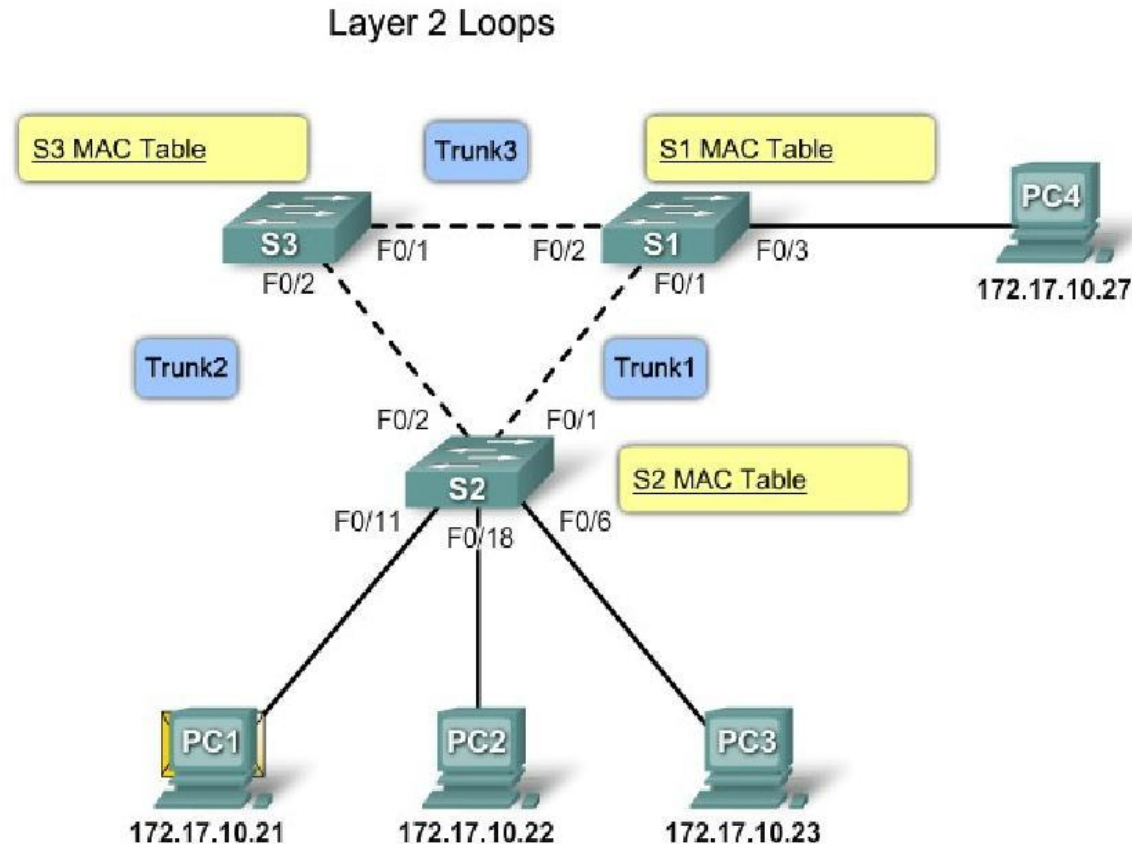 Layer 2 Loops
S3 MAC Table
Trunk3
S1 MAC Table
PC4
S3
F0/1
F0/2
S1
F0/3
F0/2
F0/1
172.17.10.27
Trunk2
Trunk1
F0/2
F0/1
S2
S2 MAC Table
F0/11
F0/18
F0/6
PC1
PC2
PC3
172.17.10.21
172.17.10.22
172.17.10.23